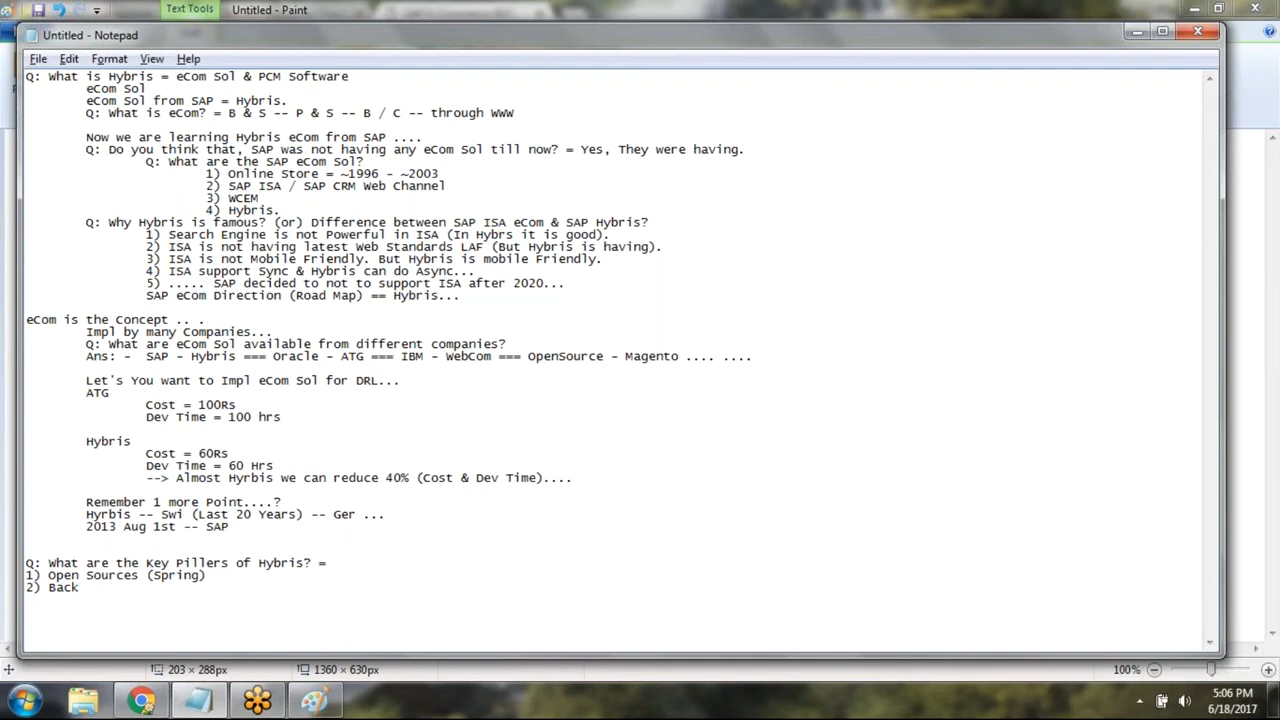 Text Tools
Untitled - Paint
Untitled - Notepad
File Edit Format View Help
Q: What is Hybris = eCom Sol & PCM Software
eCom Sol
eCom Sol from SAP = Hybris.
Q: What is eCom? = B & S -- P & S -- B / C -- through WWW
Now we are learning Hybris eCom from SAP ....
Q: Do you think that, SAP was not having any eCom Sol till now? = Yes, They were having.
Q: What are the SAP eCom Sol?
1) Online Store = ~1996 - ~2003
2) SAP ISA / SAP CRM Web Channel
3) WCEM
4) Hybris.
Q: Why Hybris is famous? (or) Difference between SAP ISA eCom & SAP Hybris?
1) Search Engine is not Powerful in ISA (In Hybrs it is good).
2) ISA is not having latest Web Standards LAF (But Hybris is having).
3) ISA is not Mobile Friendly. But Hybris is mobile Friendly.
4) ISA support Sync & Hybris can do Async...
5) ..... SAP decided to not to support ISA after 2020...
SAP eCom Direction (Road Map) == Hybris...
eCom is the Concept .. .
Impl by many Companies...
Q: What are eCom Sol available from different companies?
Ans: -  SAP - Hybris === Oracle - ATG === IBM - WebCom === OpenSource - Magento .... ....
Let's You want to Impl eCom Sol for DRL...
ATG
Cost = 100Rs
Dev Time = 100 hrs
Hybris
Cost = 60Rs
Dev Time = 60 Hrs
--> Almost Hyrbis we can reduce 40% (Cost & Dev Time)....
Remember 1 more Point....?
Hyrbis -- Swi (Last 20 Years) -- Ger ...
2013 Aug 1st -- SAP
Q: What are the Key Pillers of Hybris? =
1) Open Sources (Spring)
2) Back
203 × 288px
1360 × 630px
100%
5:06 PM
6/18/2017